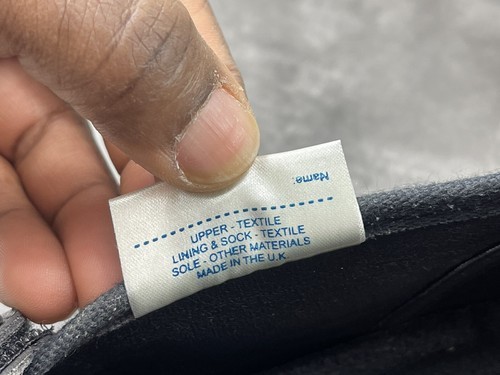 Name:
UPPER - TEXTILE
LINING & SOCK - TEXTILE
SOLE - OTHER MATERIALS
MADE IN THE U.K.